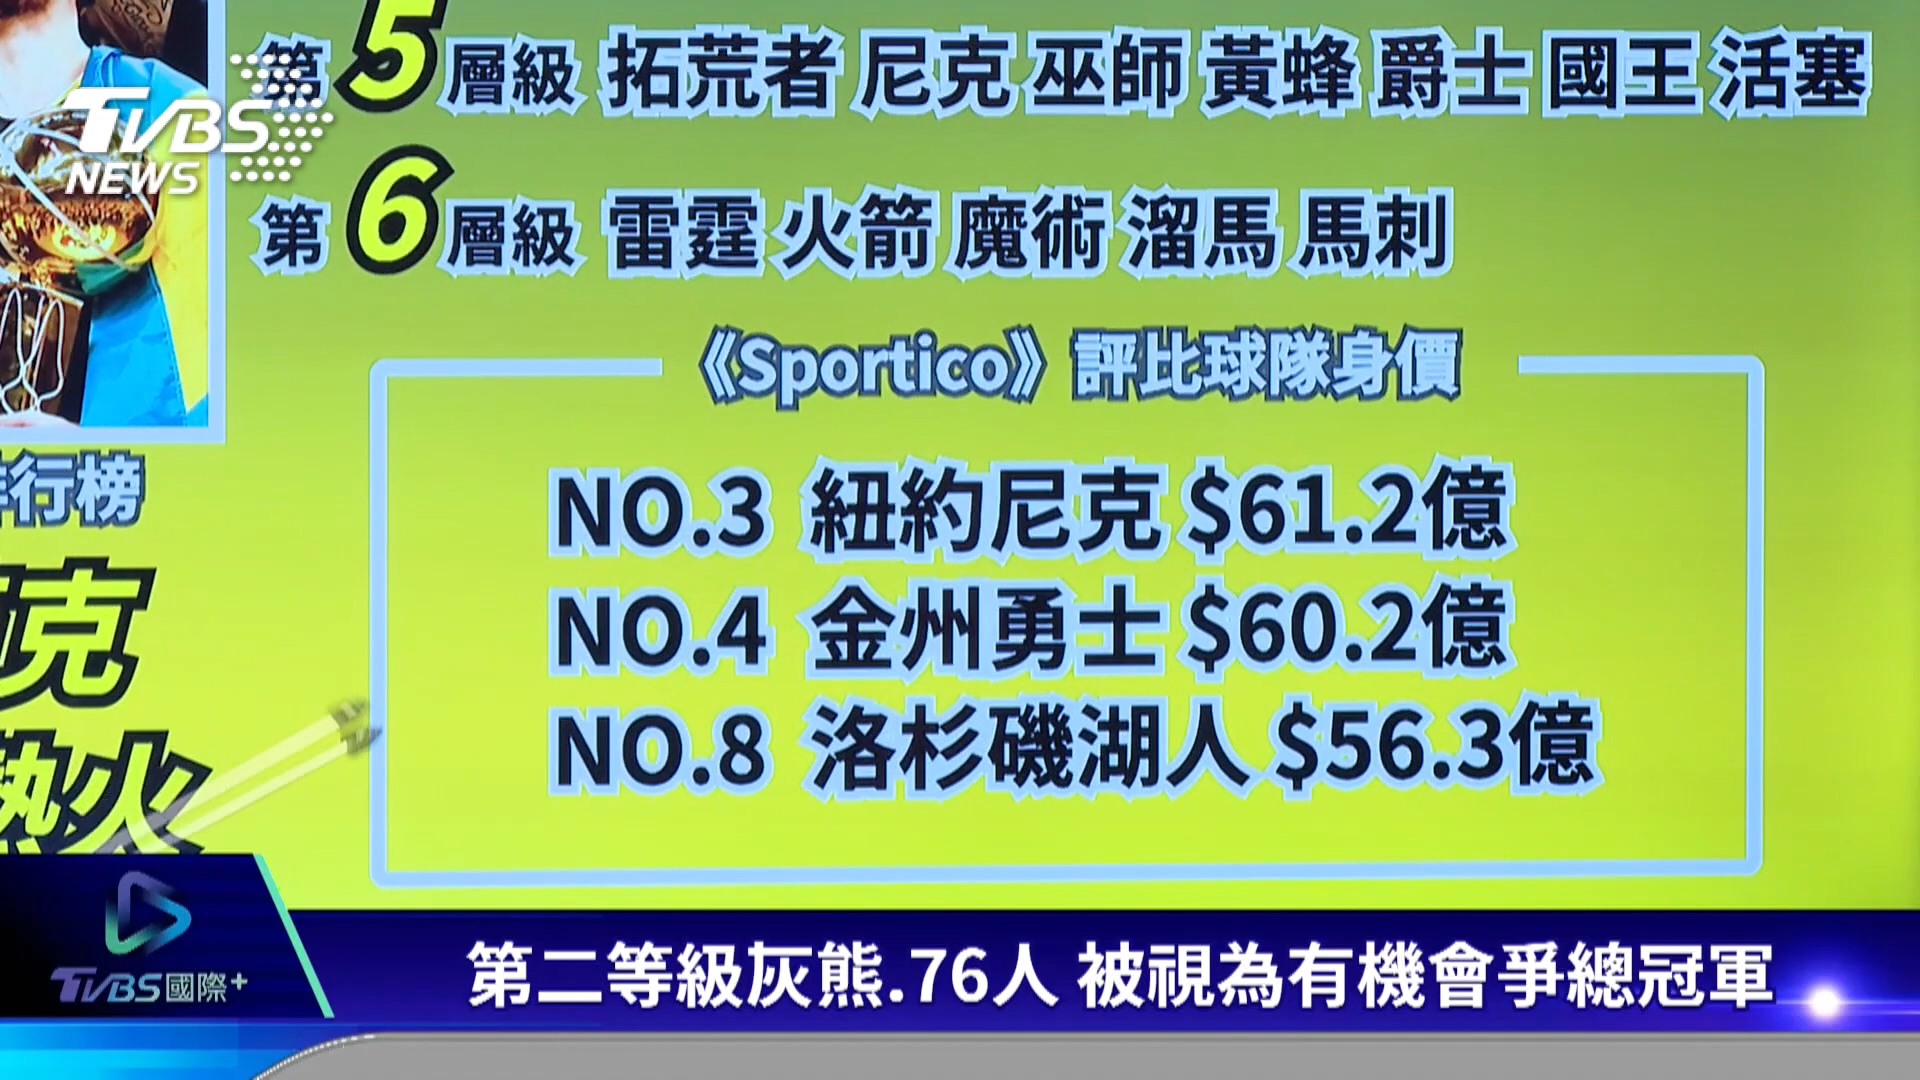 第5層級 拓荒者 尼克 巫師 黃蜂 爵士 國王 活塞
TVBS
NEWS
第6層級 雷霆 火箭 魔術 溜馬 馬刺
《Sportico》評比球隊身價
行榜
NO.3 紐約尼克 $61.2億
NO.4 金州勇士 $60.2億
克
NO.8 洛杉磯湖人 $56.3億
熱火
第二等級灰熊.76人 被視為有機會爭總冠軍
TVBS國際+